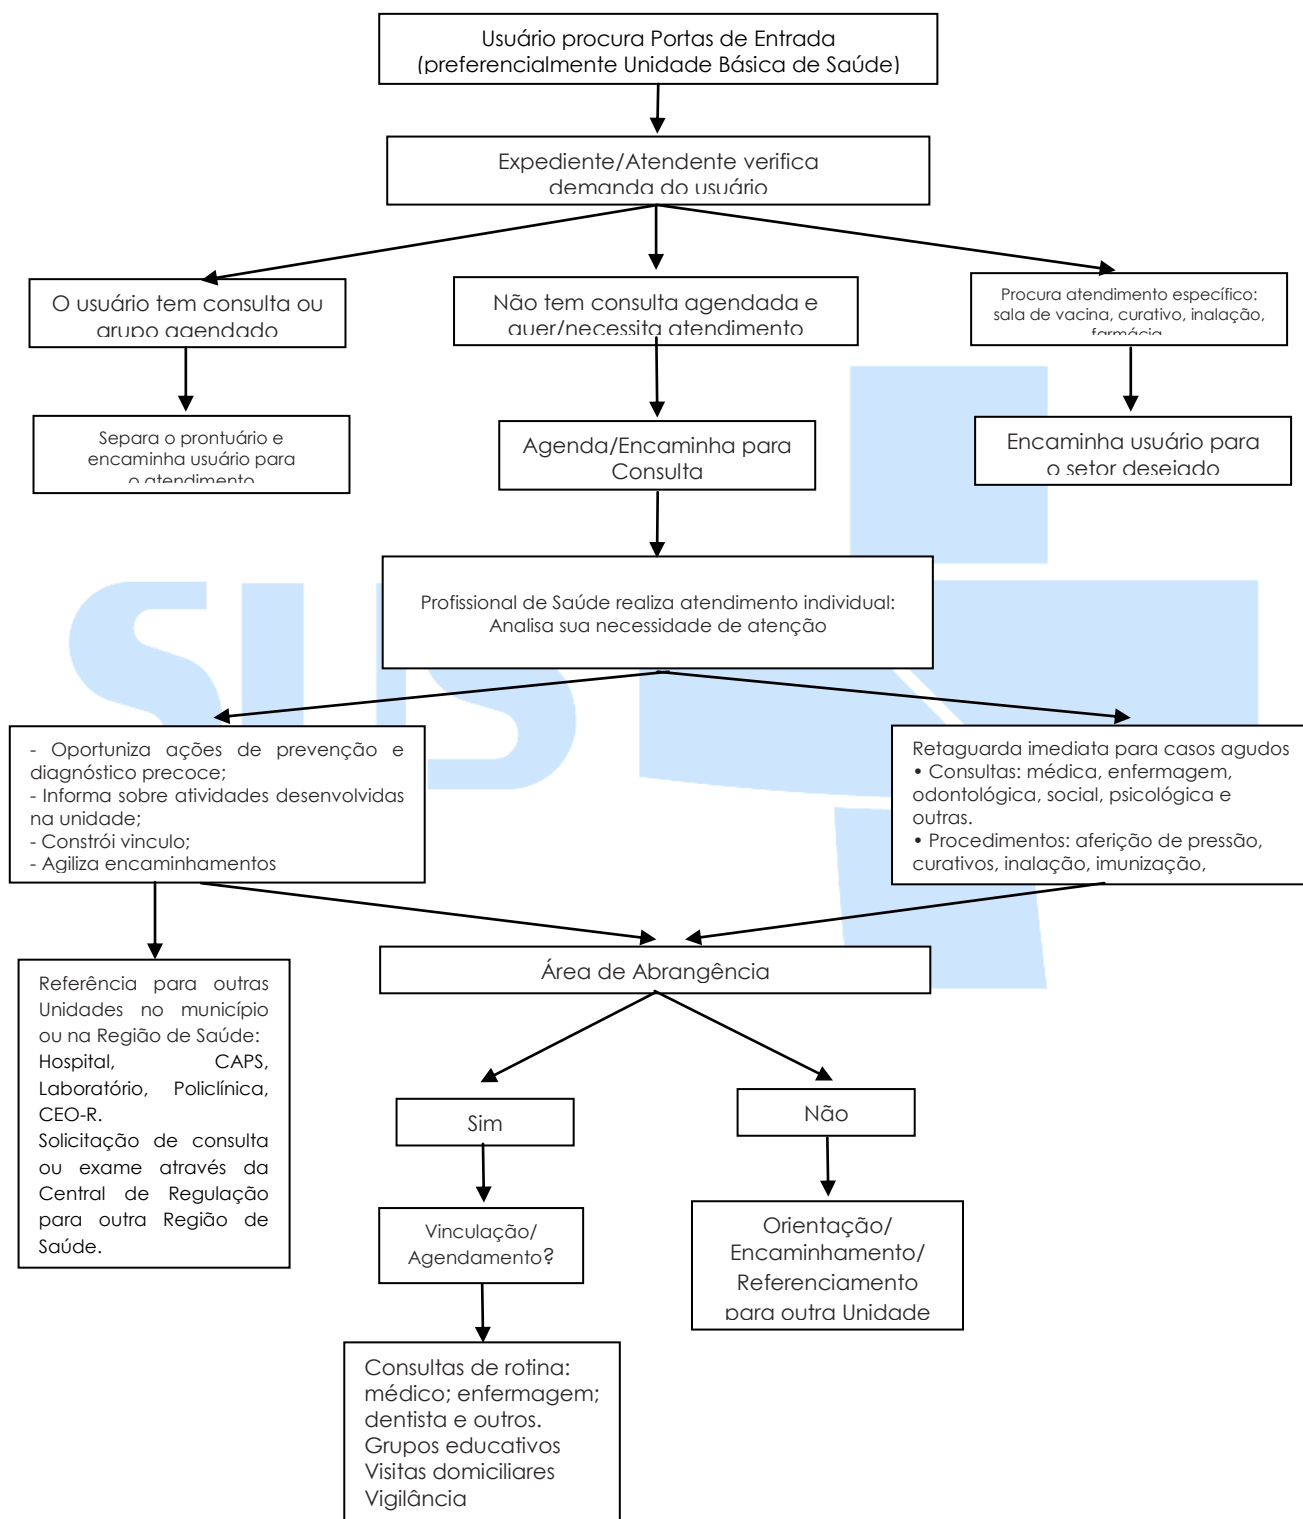 Usuário procura Portas de Entrada
(preferencialmente Unidade Básica de Saúde)
Expediente/Atendente verifica
demanda do usuário
O usuário tem consulta ou
grupo agendado
Não tem consulta agendada e
quer/necessita atendimento
Procura atendimento específico:
sala de vacina, curativo, inalação,
farmácia
Separa o prontuário e
encaminha usuário para
o atendimento
Agenda/Encaminha para
Consulta
Encaminha usuário para
o setor desejado
Profissional de Saúde realiza atendimento individual:
Analisa sua necessidade de atenção
SUS
- Oportuniza ações de prevenção e
diagnóstico precoce;
- Informa sobre atividades desenvolvidas
na unidade;
- Constrói vinculo;
- Agiliza encaminhamentos
Retaguarda imediata para casos agudos
• Consultas: médica, enfermagem,
odontológica, social, psicológica e
outras.
• Procedimentos: aferição de pressão,
curativos, inalação, imunização,
Área de Abrangência
Referência para outras
Unidades no município
ou na Região de Saúde:
Hospital, CAPS,
Laboratório, Policlínica,
CEO-R.
Solicitação de consulta
ou exame através da
Central de Regulação
para outra Região de
Saúde.
Sim
Não
Vinculação/
Agendamento?
Orientação/
Encaminhamento/
Referenciamento
para outra Unidade
Consultas de rotina:
médico; enfermagem;
dentista e outros.
Grupos educativos
Visitas domiciliares
Vigilância